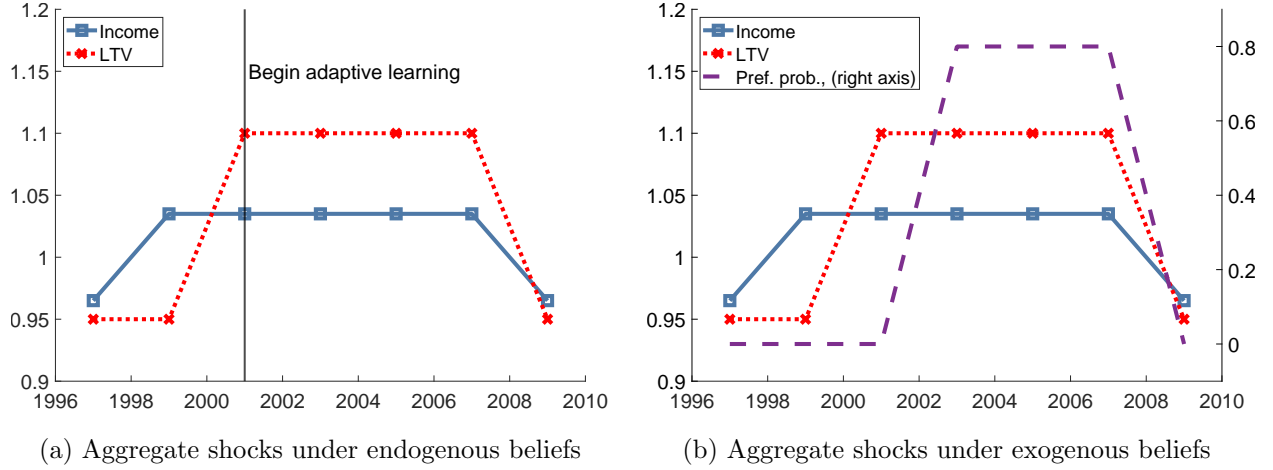 Income
LTV
Begin adaptive learning
1.2
1.15
1.1
1.05
1
0.95
0.9
1996 1998 2000 2002 2004 2006 2008 2010
(a) Aggregate shocks under endogenous beliefs
Income
LTV
Pref. prob., (right axis)
1.2
1.15
1.1
1.05
1
0.95
0.9
0.8
0.6
0.4
0.2
0
1996 1998 2000 2002 2004 2006 2008 2010
(b) Aggregate shocks under exogenous beliefs